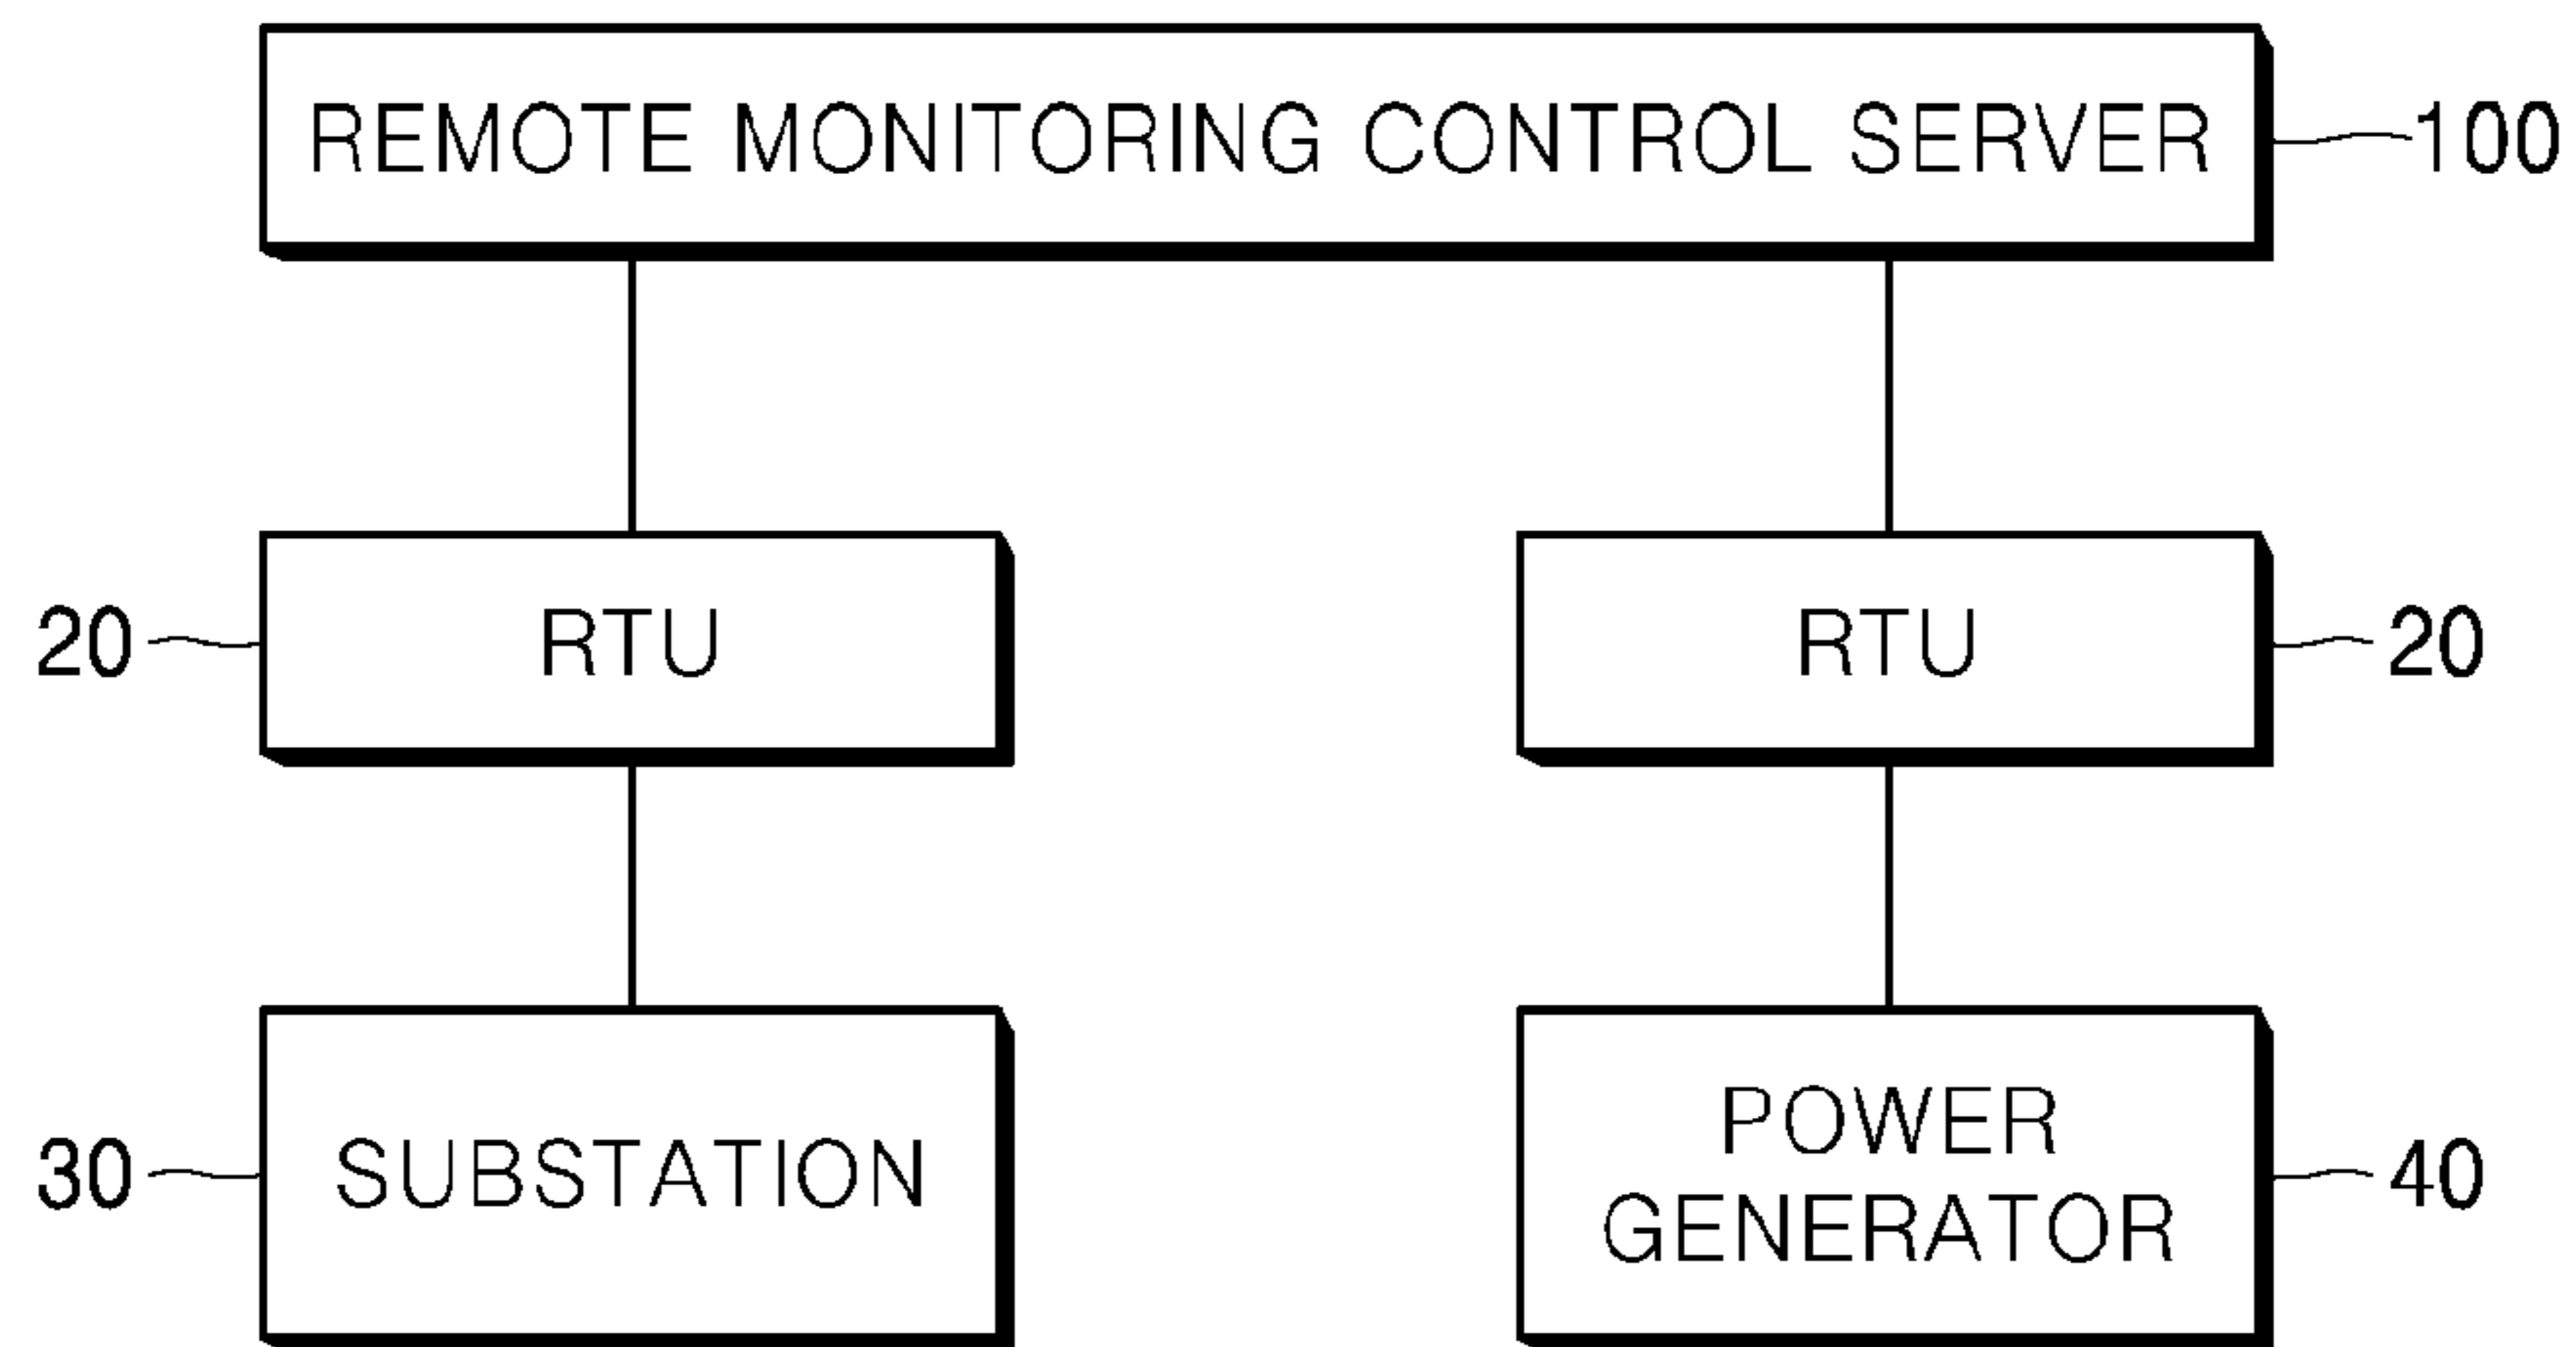 REMOTE MONITORING CONTROL SERVER 100
20 RTU RTU 20
30 SUBSTATION POWER GENERATOR 40